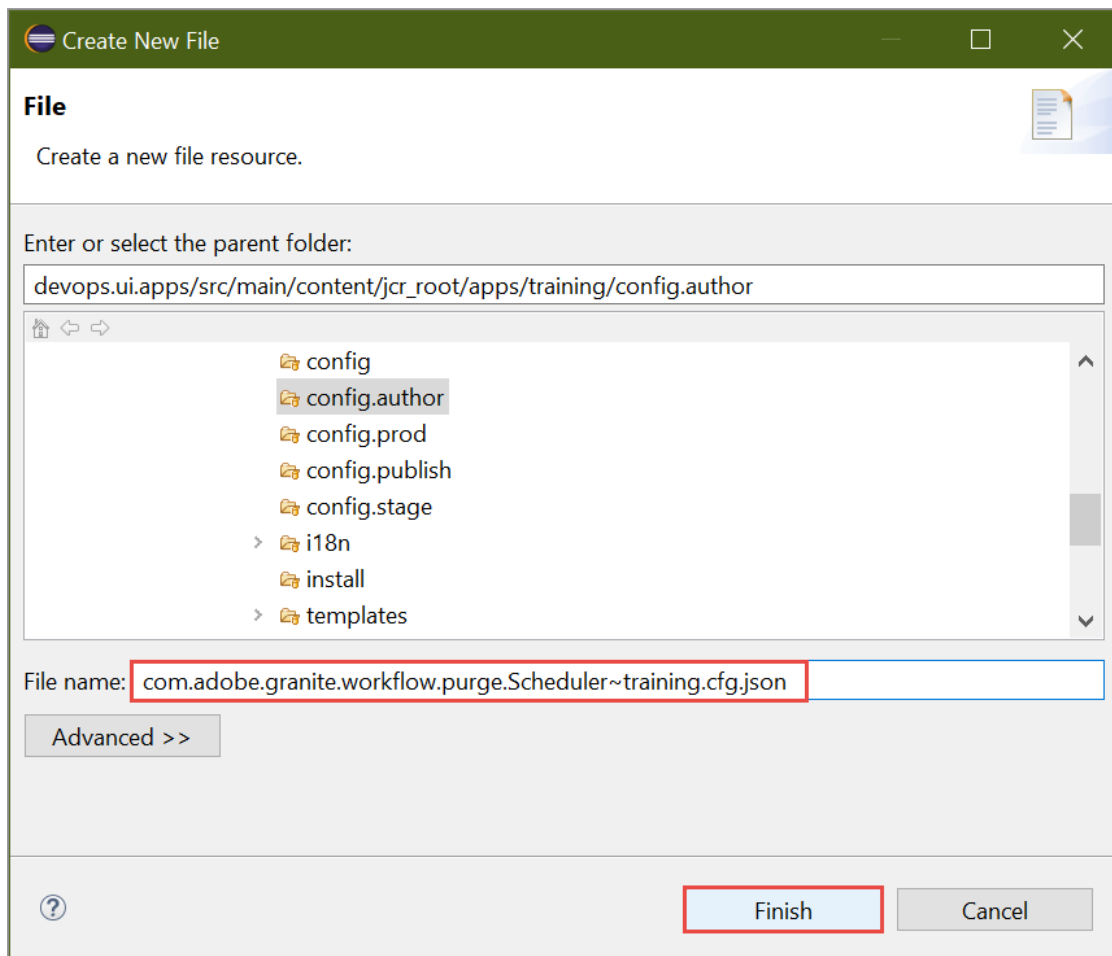 Create New File
File
Create a new file resource.
Enter or select the parent folder:
devops.ui.apps/src/main/content/jcr_root/apps/training/config.author
config
config.author
config.prod
config.publish
config.stage
i18n
install
templates
File name: com.adobe.granite.workflow.purge.Scheduler~training.cfg.json
Advanced >>
Finish Cancel